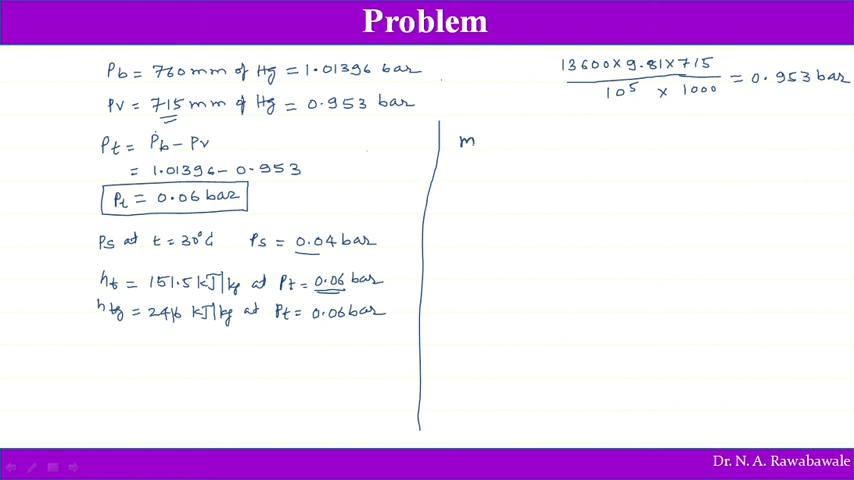 Problem
Pb = 760 mm of Hg = 1.01396 bar
Pv = 715 mm of Hg = 0.953 bar
Pt = Pb - Pv
= 1.01396 - 0.953
Pt = 0.06 bar
Ps at t = 30°C Ps = 0.04 bar
hf = 151.5 kJ/kg at Pt = 0.06 bar
hfg = 2416 kJ/kg at Pt = 0.06 bar
13600 × 9.81 × 715
10⁵ × 1000
= 0.953 bar
m
Dr. N. A. Rawabawale